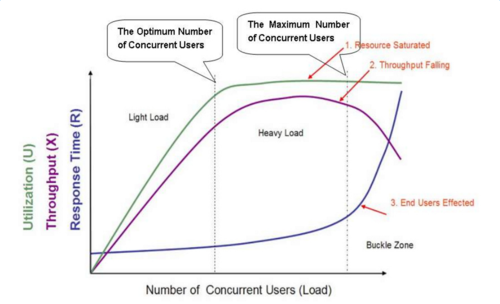 The Optimum Number
of Concurrent Users
The Maximum Number
of Concurrent Users
1. Resource Saturated
2. Throughput Falling
Light Load
Heavy Load
3. End Users Effected
Buckle Zone
Utilization (U)
Throughput (X)
Response Time (R)
Number of Concurrent Users (Load)